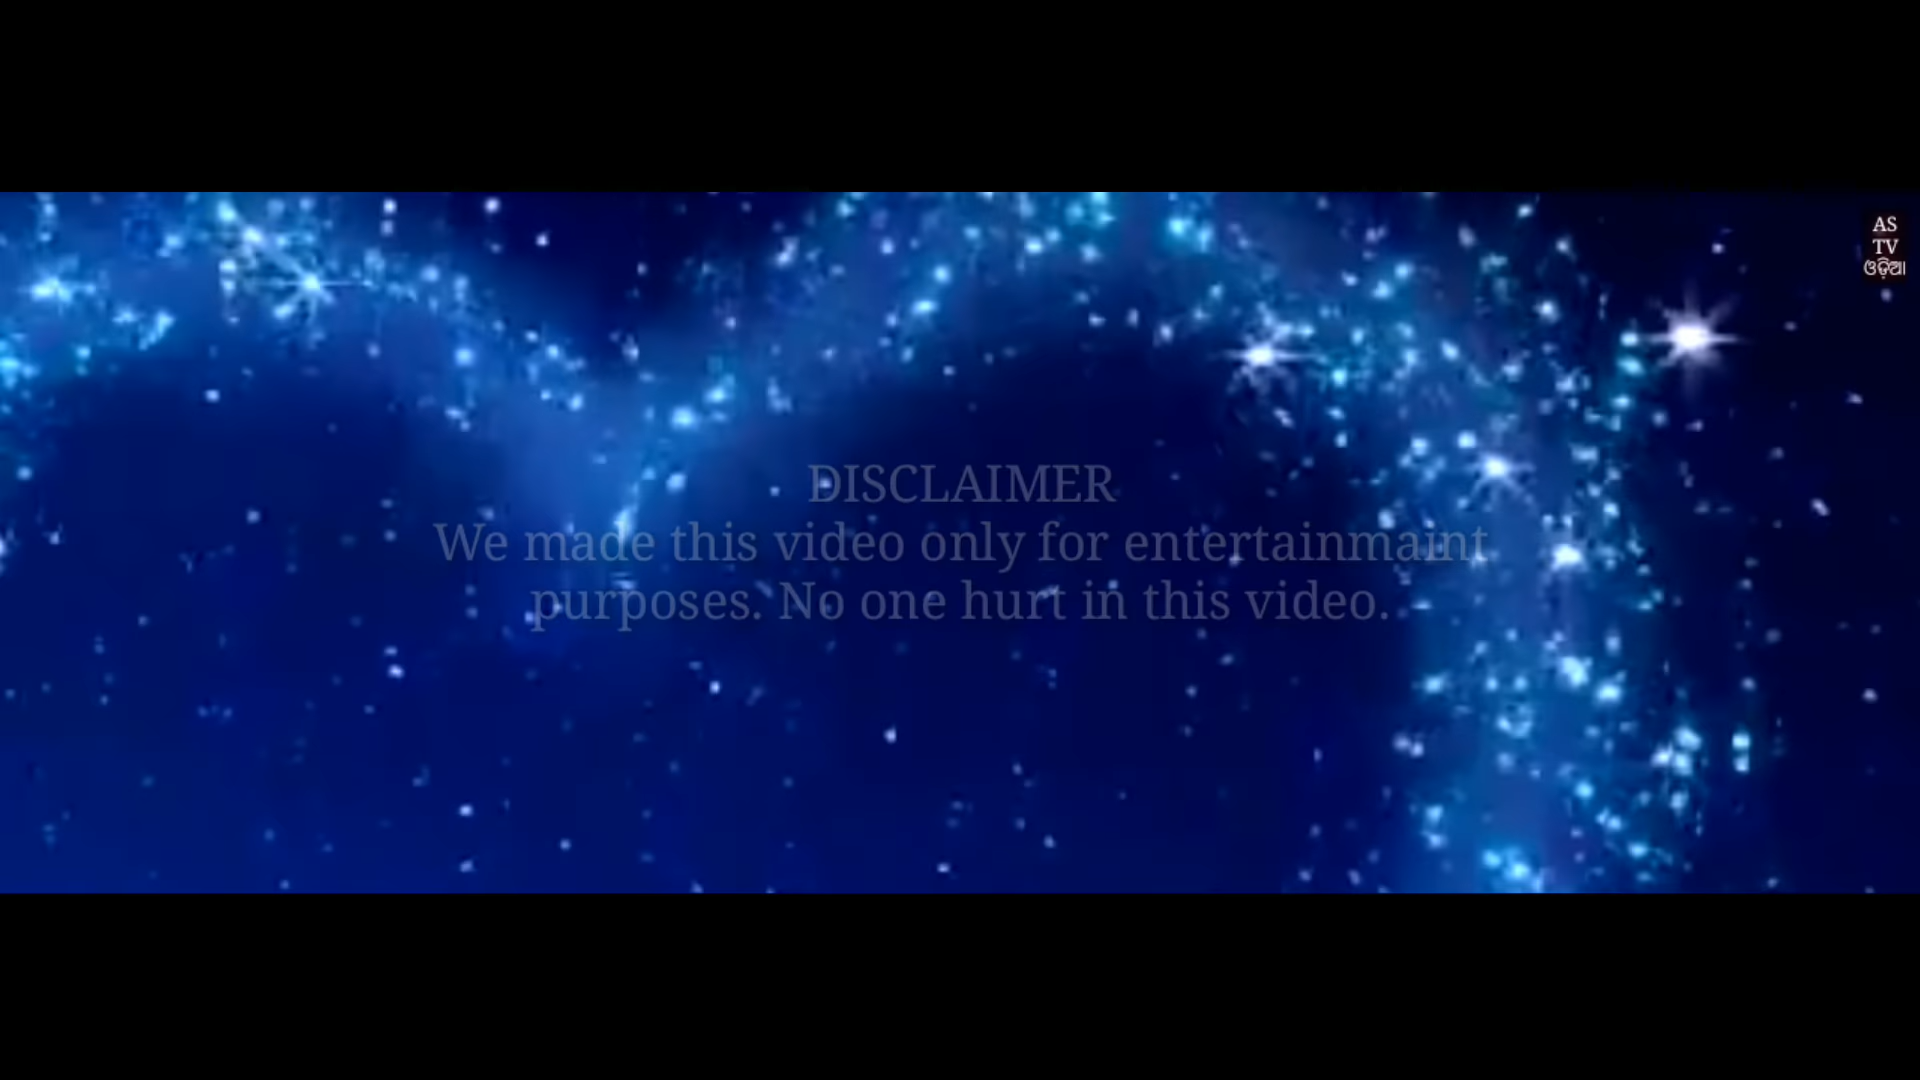 AS
TV
ଓଡ଼ିଆ
DISCLAIMER
We made this video only for entertainmaint
purposes. No one hurt in this video.